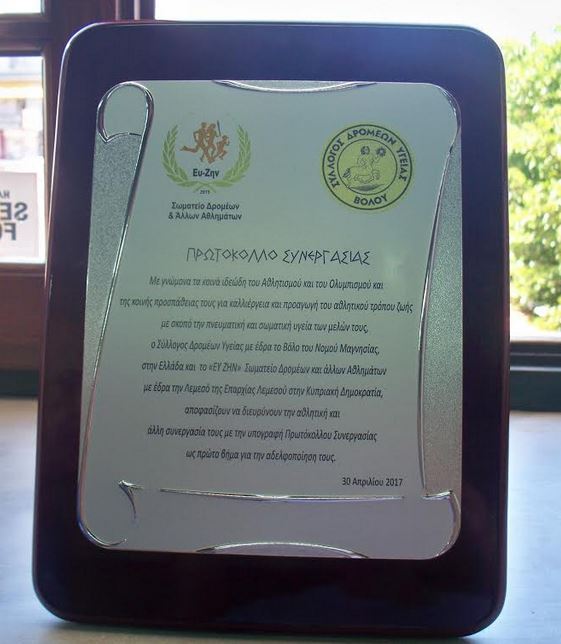 Ευ-Ζην
2015
Σωματείο Δρομέων
& Άλλων Αθλημάτων
ΣΥΛΛΟΓΟΣ ΔΡΟΜΕΩΝ ΥΓΕΙΑΣ
ΒΟΛΟΥ
ΠΡΩΤΟΚΟΛΛΟ ΣΥΝΕΡΓΑΣΙΑΣ
Με γνώμονα τα κοινά ιδεώδη του Αθλητισμού και του Ολυμπισμού και
της κοινής προσπάθειας τους για καλλιέργεια και προαγωγή του αθλητικού τρόπου ζωής
με σκοπό την πνευματική και σωματική υγεία των μελών τους,
ο Σύλλογος Δρομέων Υγείας με έδρα το Βόλο του Νομού Μαγνησίας,
στην Ελλάδα και το «ΕΥ ΖΗΝ» Σωματείο Δρομέων και άλλων Αθλημάτων
με έδρα την Λεμεσό της Επαρχίας Λεμεσού στην Κυπριακή Δημοκρατία,
αποφασίζουν να διευρύνουν την αθλητική και
άλλη συνεργασία τους με την υπογραφή Πρωτόκολλου Συνεργασίας
ως πρώτο βήμα για την αδελφοποίηση τους.
30 Απριλίου 2017